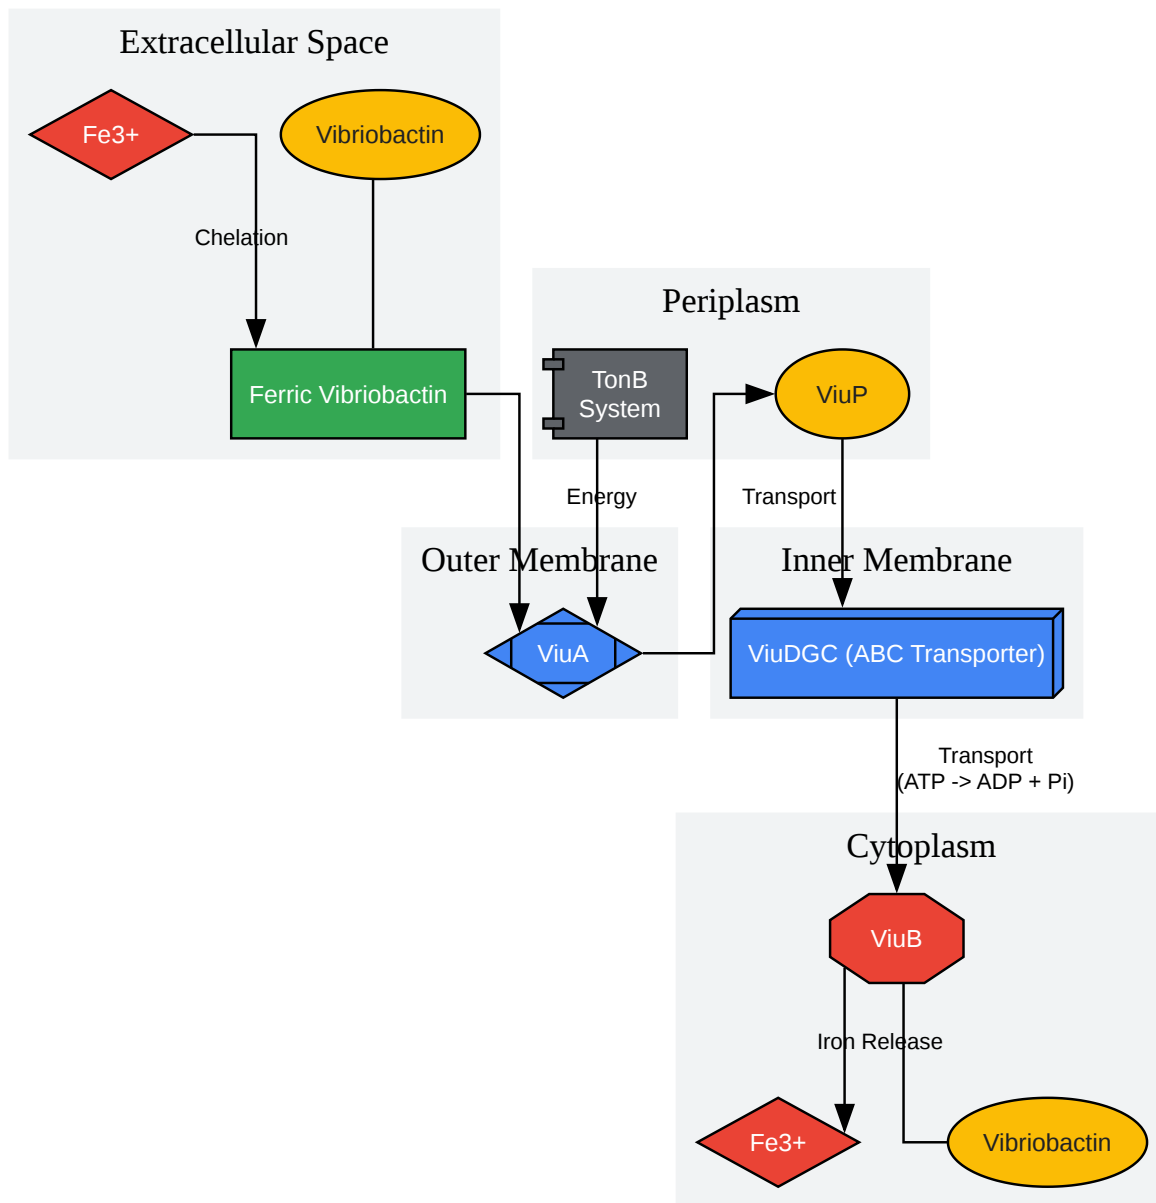 Extracellular Space
Fe3+
Vibriobactin
Chelation
Ferric Vibriobactin
Periplasm
TonB
System
ViuP
Energy
Transport
Outer Membrane
Inner Membrane
ViuA
ViuDGC (ABC Transporter)
Transport
(ATP -> ADP + Pi)
Cytoplasm
ViuB
Iron Release
Fe3+
Vibriobactin